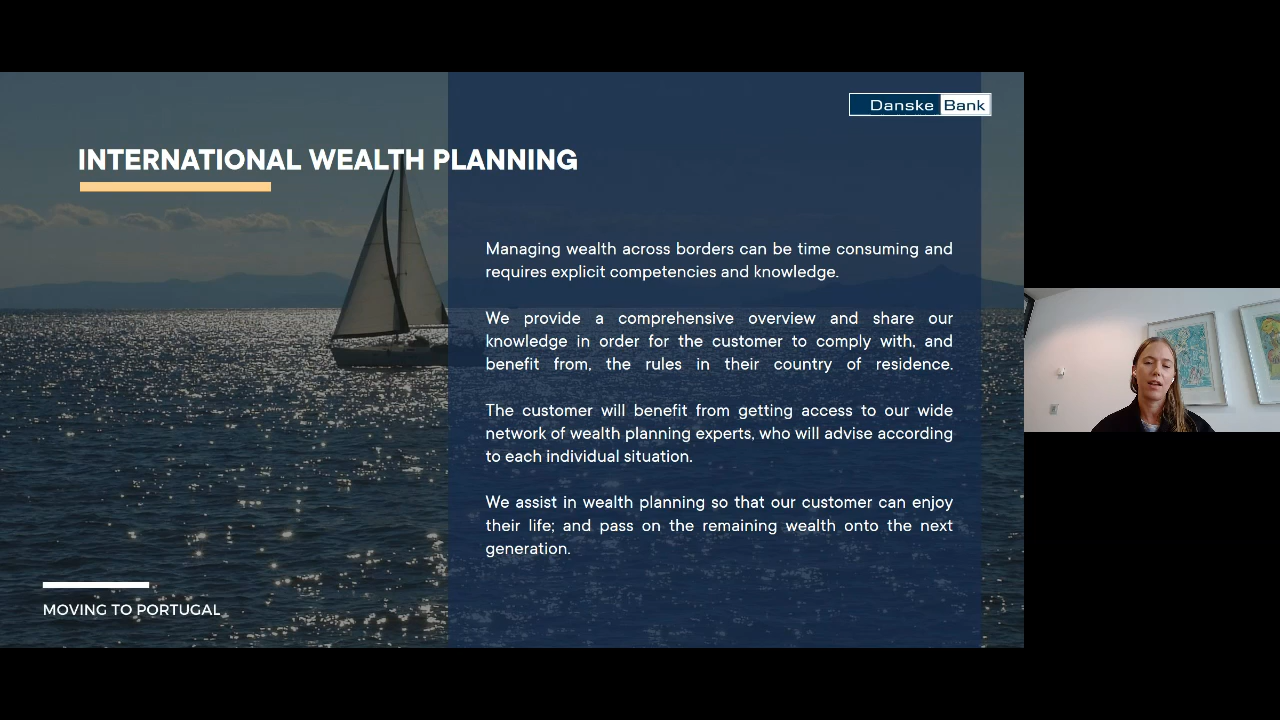 Danske Bank
INTERNATIONAL WEALTH PLANNING
Managing wealth across borders can be time consuming and
requires explicit competencies and knowledge.
We provide a comprehensive overview and share our
knowledge in order for the customer to comply with, and
benefit from, the rules in their country of residence.
The customer will benefit from getting access to our wide
network of wealth planning experts, who will advise according
to each individual situation.
We assist in wealth planning so that our customer can enjoy
their life; and pass on the remaining wealth onto the next
generation.
MOVING TO PORTUGAL